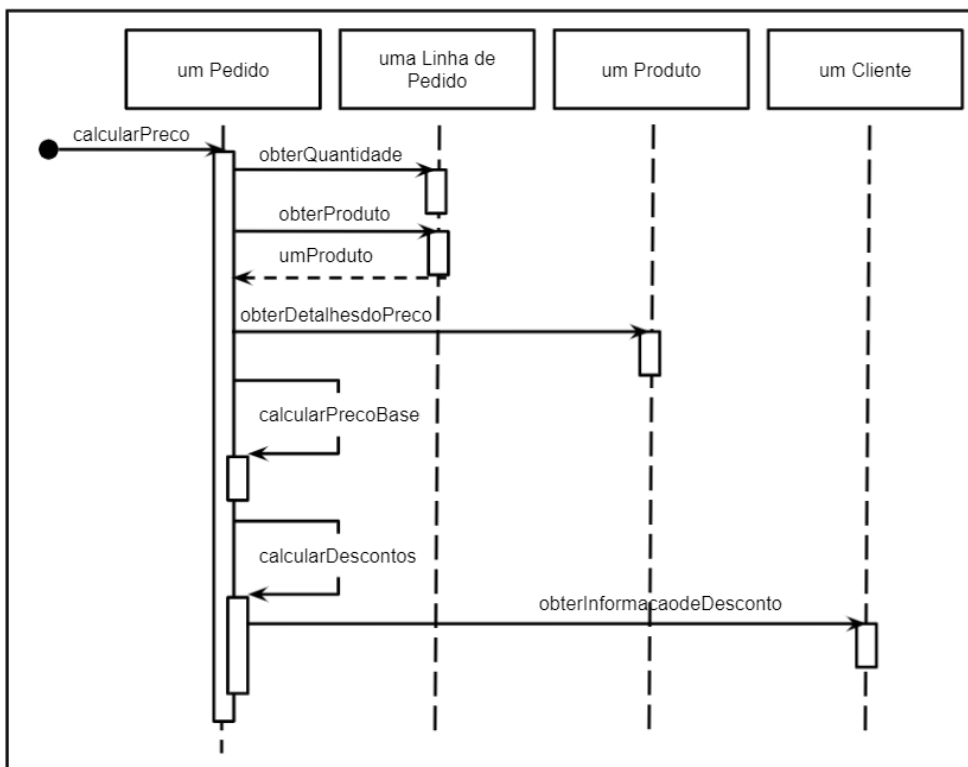 um Pedido
uma Linha de
Pedido
um Produto
um Cliente
calcularPreco
obterQuantidade
obterProduto
umProduto
obterDetalhesdoPreco
calcularPrecoBase
calcularDescontos
obterInformacaodeDesconto